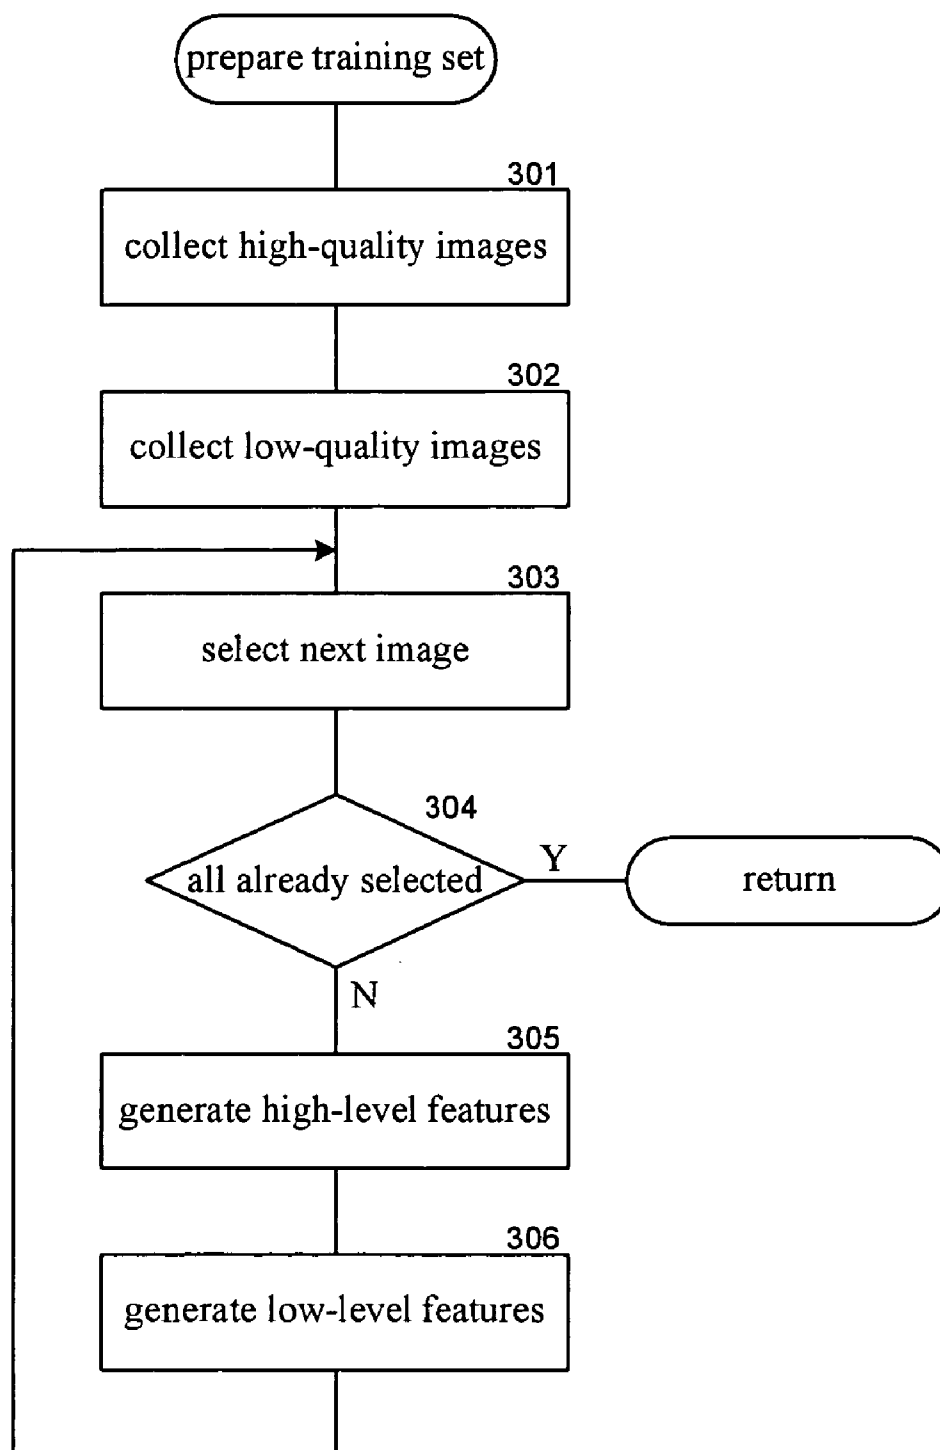 prepare training set
301
collect high-quality images
302
collect low-quality images
303
select next image
304
all already selected
Y
return
N
305
generate high-level features
306
generate low-level features